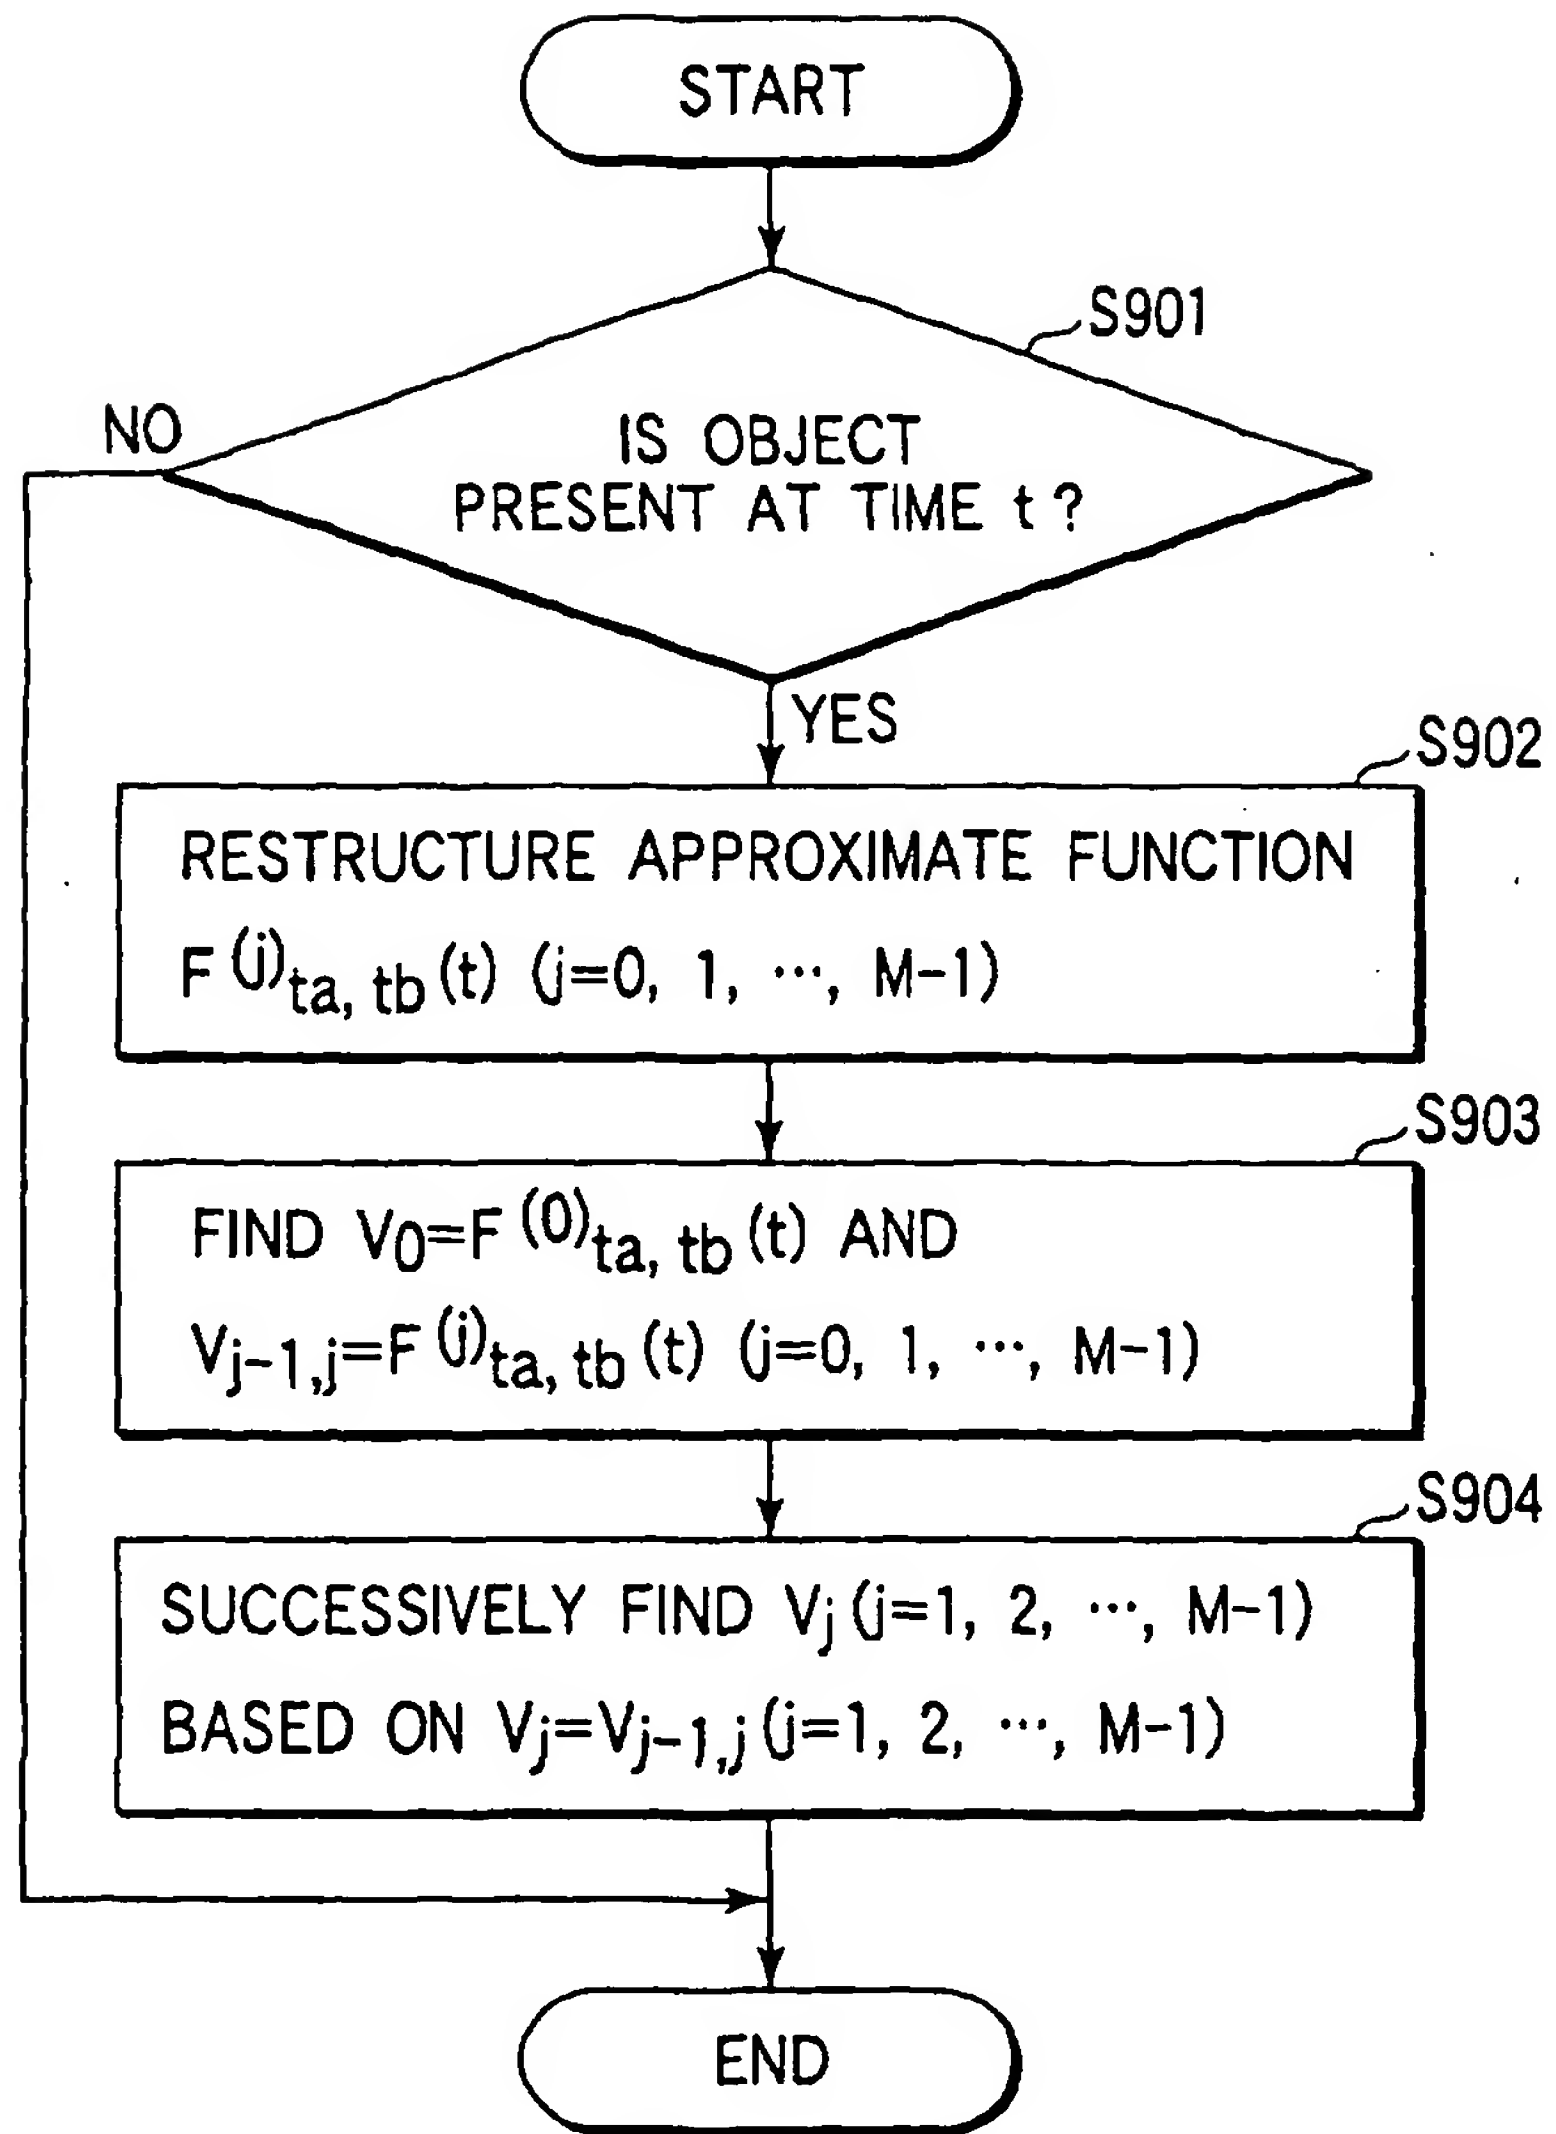 START
S901
NO
IS OBJECT
PRESENT AT TIME t?
YES
S902
RESTRUCTURE APPROXIMATE FUNCTION
F(j)ta, tb(t) (j=0, 1, ⋯, M-1)
S903
FIND V0=F(0)ta, tb(t) AND
Vj-1,j=F(j)ta, tb(t) (j=0, 1, ⋯, M-1)
S904
SUCCESSIVELY FIND Vj(j=1, 2, ⋯, M-1)
BASED ON Vj=Vj-1,j(j=1, 2, ⋯, M-1)
END